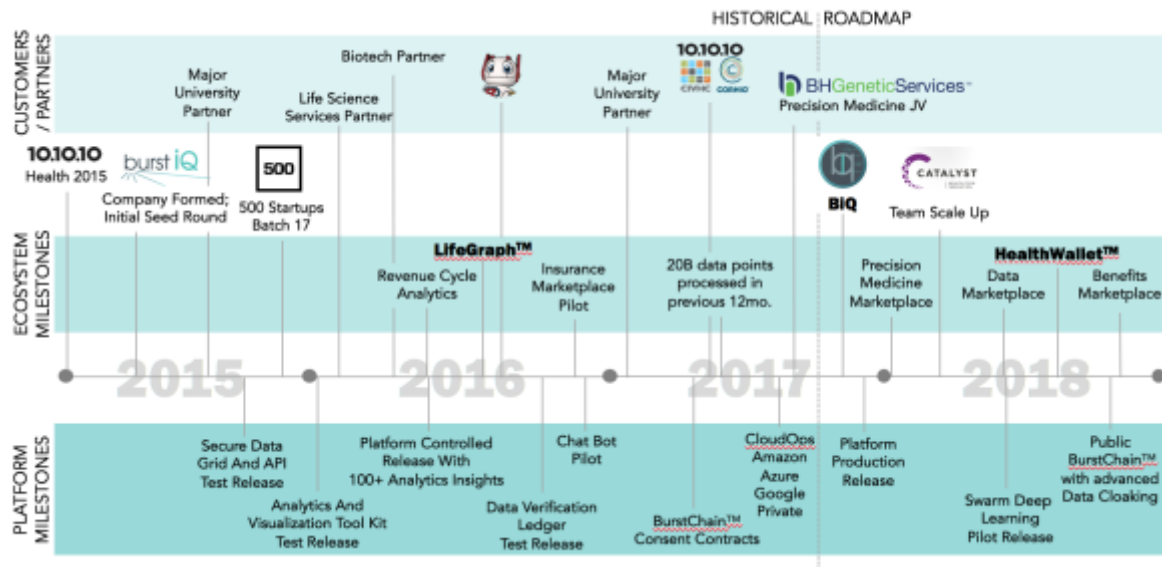 HISTORICAL ROADMAP
CUSTOMERS
/ PARTNERS
Major
University
Partner
Life Science
Services Partner
Biotech Partner
Major
University
Partner
10.10.10
CIVHC
BHGeneticServices™
Precision Medicine JV
10.10.10
Health 2015
burst iQ
Company Formed;
Initial Seed Round
500
500 Startups
Batch 17
BiQ
CATALYST
Team Scale Up
ECOSYSTEM
MILESTONES
Revenue Cycle
Analytics
LifeGraph™
Insurance
Marketplace
Pilot
20B data points
processed in
previous 12mo.
Precision
Medicine
Marketplace
HealthWallet™
Data
Marketplace
Benefits
Marketplace
2015
2016
2017
2018
PLATFORM
MILESTONES
Secure Data
Grid And API
Test Release
Analytics And
Visualization Tool Kit
Test Release
Platform Controlled
Release With
100+ Analytics Insights
Data Verification
Ledger
Test Release
Chat Bot
Pilot
BurstChain™
Consent Contracts
CloudOps
Amazon
Azure
Google
Private
Platform
Production
Release
Swarm Deep
Learning
Pilot Release
Public
BurstChain™
with advanced
Data Cloaking